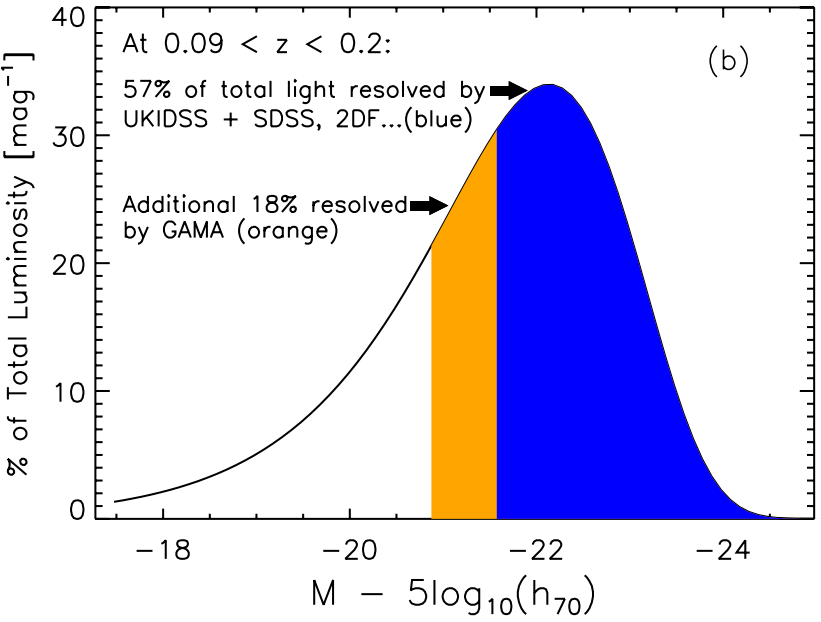 40
30
20
10
0
% of Total Luminosity [mag⁻¹]
At 0.09 < z < 0.2:
(b)
57% of total light resolved by
UKIDSS + SDSS, 2DF...(blue)
Additional 18% resolved
by GAMA (orange)
−18 −20 −22 −24
M − 5log₁₀(h₇₀)